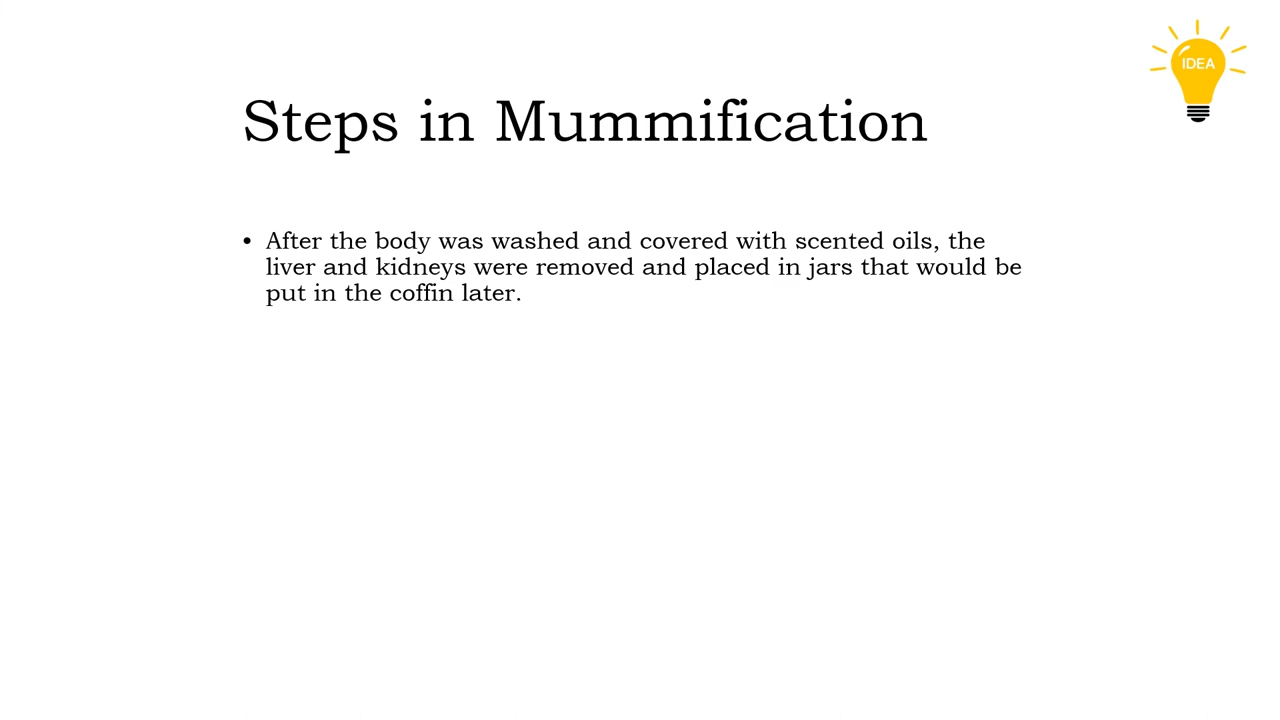 IDEA
Steps in Mummification
• After the body was washed and covered with scented oils, the
liver and kidneys were removed and placed in jars that would be
put in the coffin later.